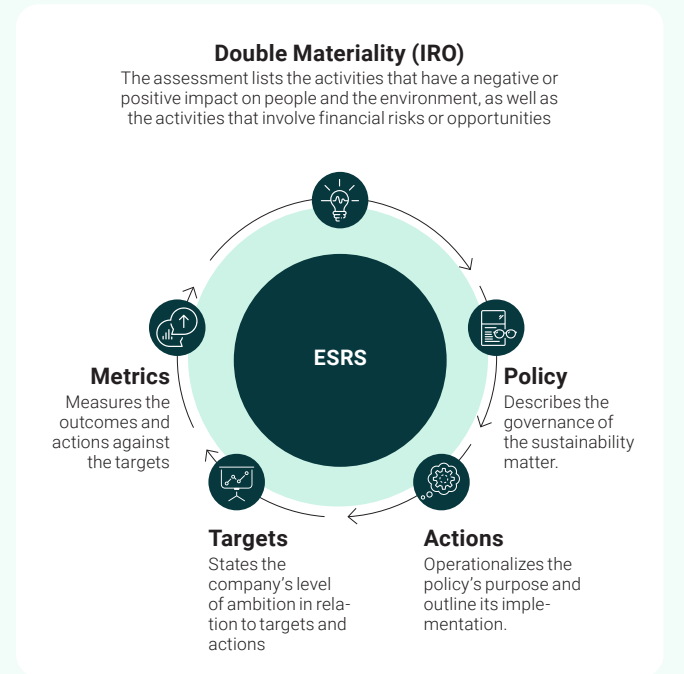 Double Materiality (IRO)
The assessment lists the activities that have a negative or
positive impact on people and the environment, as well as
the activities that involve financial risks or opportunities
ESRS
Policy
Describes the
governance of
the sustainability
matter.
Actions
Operationalizes the
policy's purpose and
outline its imple-
mentation.
Targets
States the
company's level
of ambition in rela-
tion to targets and
actions
Metrics
Measures the
outcomes and
actions against
the targets